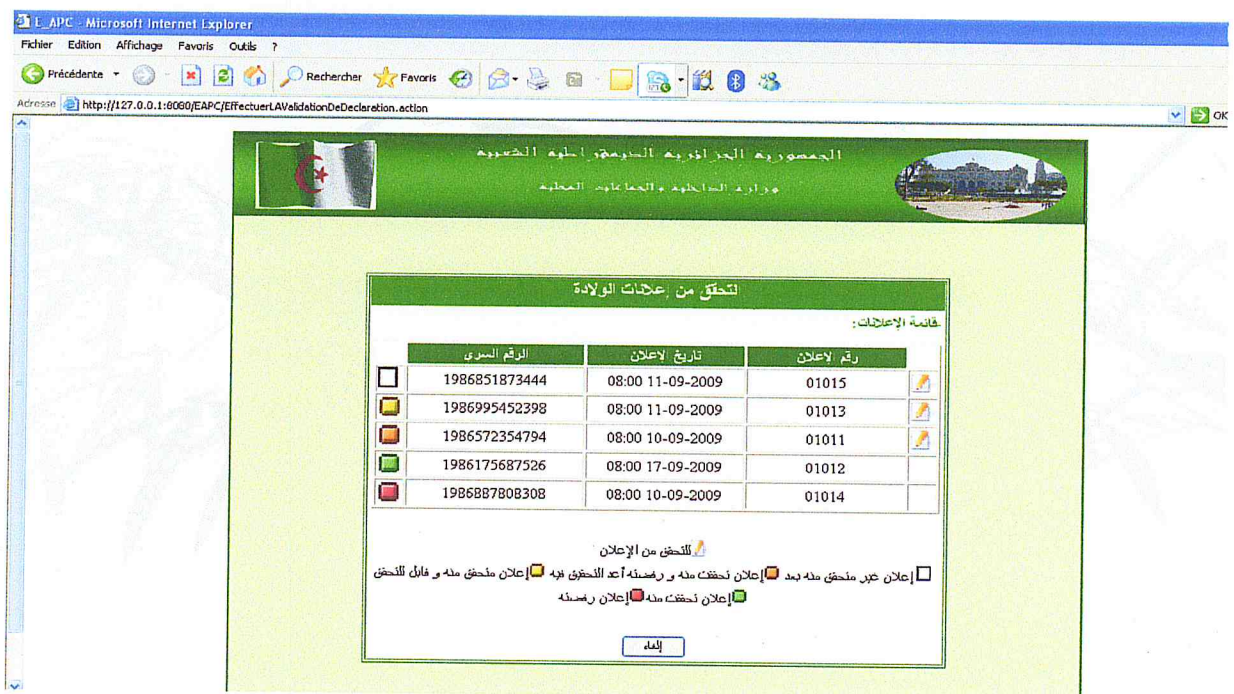 E_APC - Microsoft Internet Explorer
Fichier Edition Affichage Favoris Outils ?
Précédente Rechercher Favoris
Adresse http://127.0.0.1:8080/EAPC/EffectuerLAValidationDeDeclaration.action OK
الجمهورية الجزائرية الديمقراطية الشعبية
وزارة الداخلية و الجماعات المحلية
التحقق من إعلانات الولادة
قائمة الإعلانات:
رقم الإعلان تاريخ الإعلان الرقم السري
01015 08:00 11-09-2009 1986851873444
01013 08:00 11-09-2009 1986995452398
01011 08:00 10-09-2009 1986572354794
01012 08:00 17-09-2009 1986175687526
01014 08:00 10-09-2009 1986887808308
للتحقق من الإعلان
إعلان غير متحقق منه بعد إعلان تحققت منه و رفضته أعد التحقيق فيه إعلان متحقق منه و قابل للتحقق
إعلان تحققت منه إعلان رفضته
إلغاء